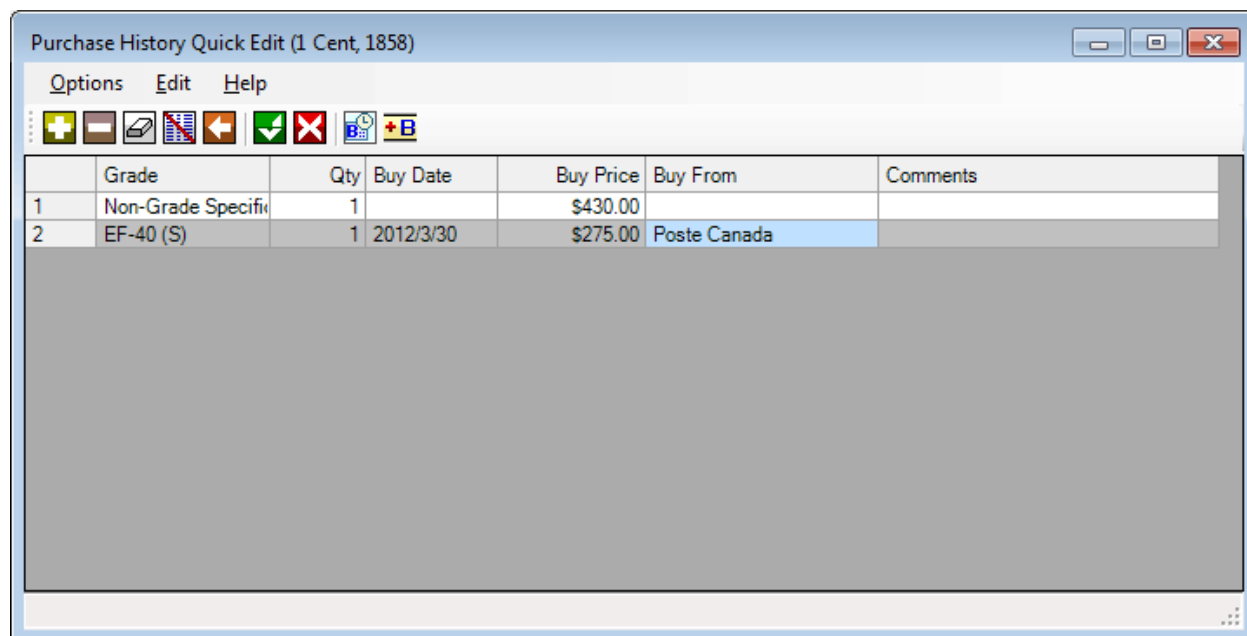 Purchase History Quick Edit (1 Cent, 1858)
Options Edit Help
B +B
Grade Qty Buy Date Buy Price Buy From Comments
1 Non-Grade Specific 1 $430.00
2 EF-40 (S) 1 2012/3/30 $275.00 Poste Canada